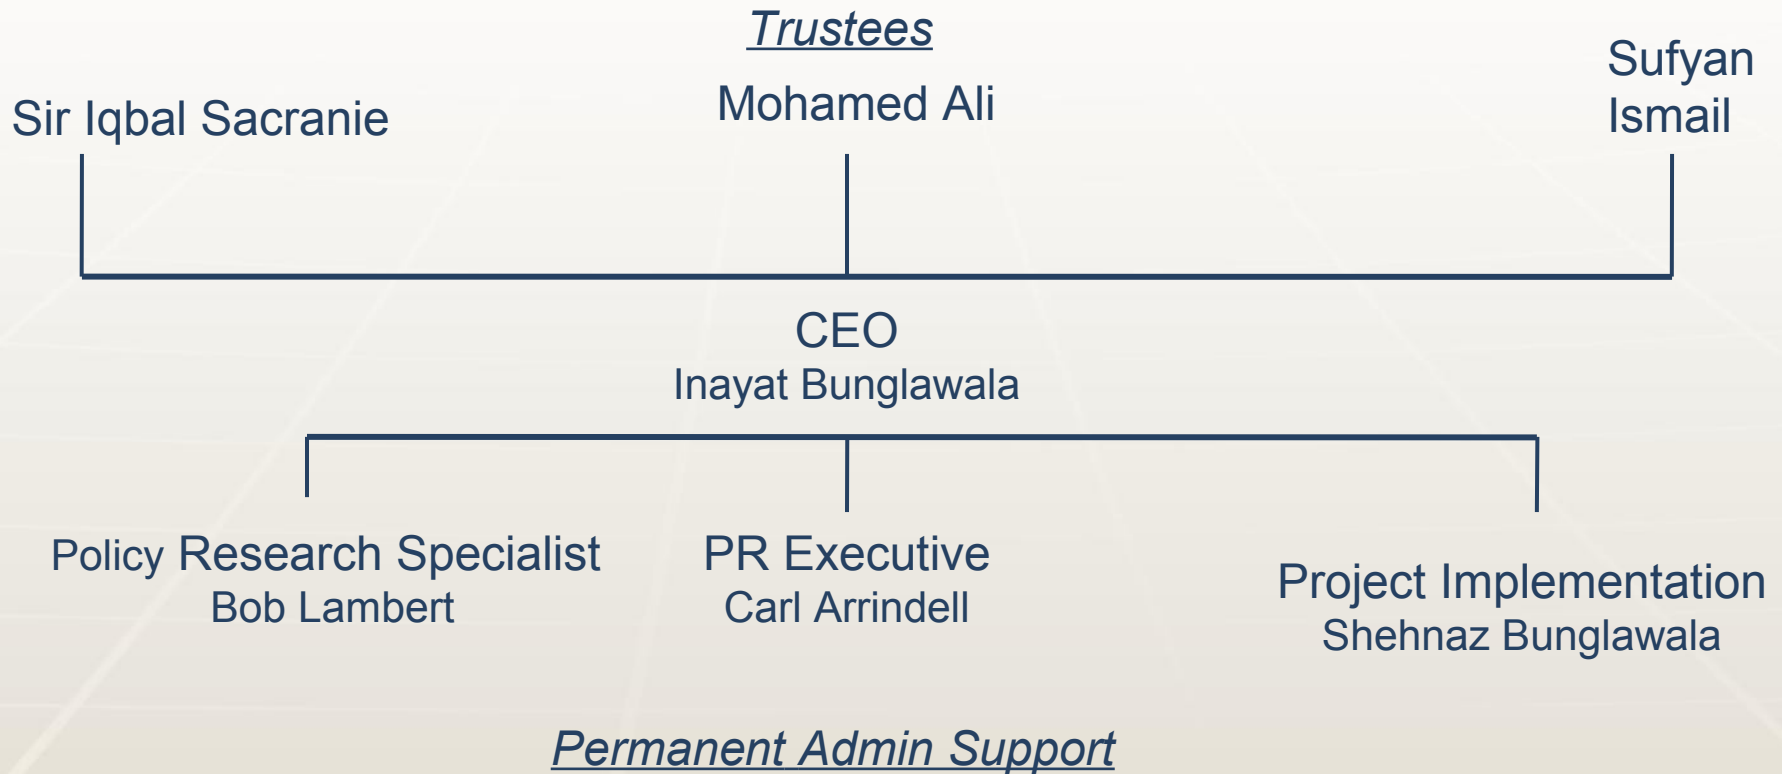 Trustees
Sir Iqbal Sacranie
Mohamed Ali
Sufyan
Ismail
CEO
Inayat Bunglawala
Policy Research Specialist
Bob Lambert
PR Executive
Carl Arrindell
Project Implementation
Shehnaz Bunglawala
Permanent Admin Support